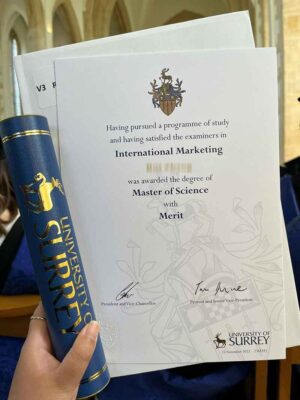 V3
Having pursued a programme of study
and having satisfied the examiners in
International Marketing
was awarded the degree of
Master of Science
with
Merit
President and Vice-Chancellor
Provost and Senior Vice-President
UNIVERSITY OF
SURREY
UNIVERSITY OF
SURREY